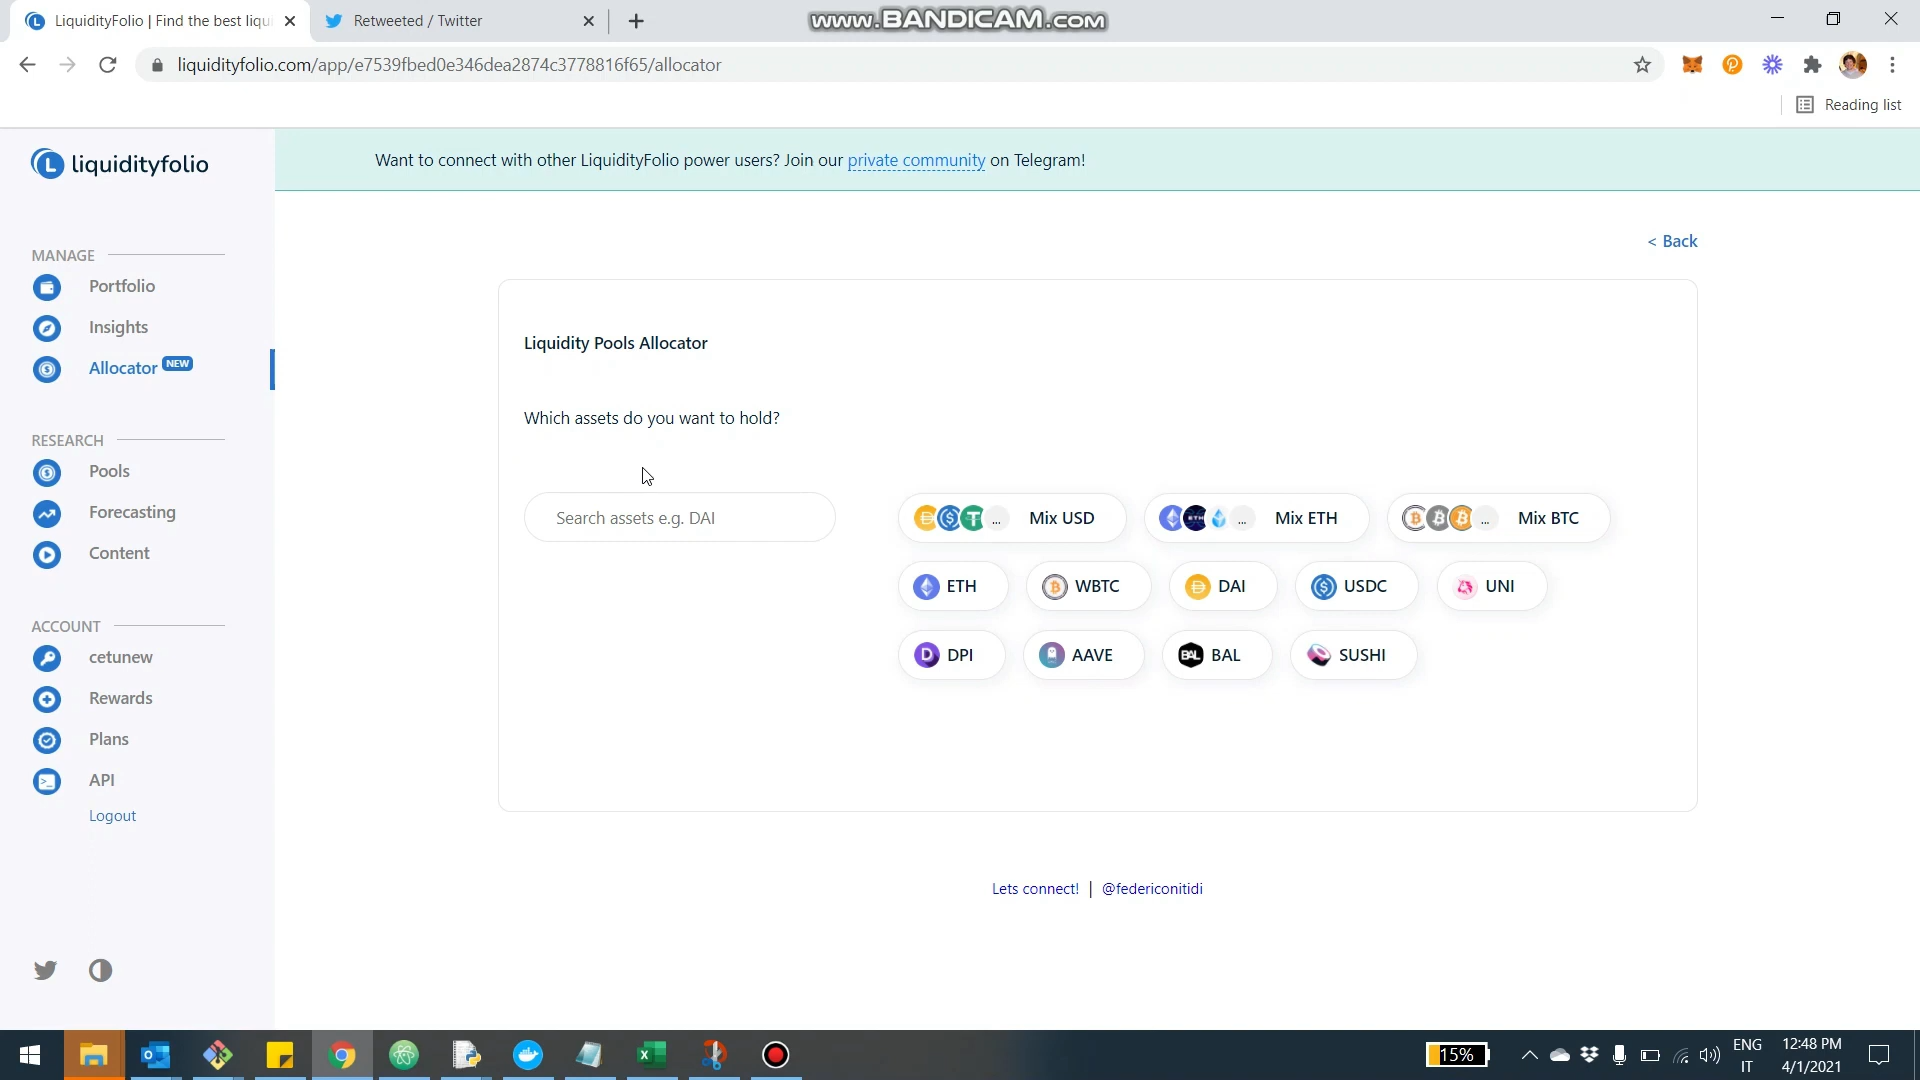 LiquidityFolio | Find the best liqui
Retweeted / Twitter
www.BANDICAM.com
liquidityfolio.com/app/e7539fbed0e346dea2874c3778816f65/allocator
Reading list
liquidityfolio
Want to connect with other LiquidityFolio power users? Join our private community on Telegram!
< Back
MANAGE
Portfolio
Insights
Allocator NEW
RESEARCH
Pools
Forecasting
Content
ACCOUNT
cetunew
Rewards
Plans
API
Logout
Liquidity Pools Allocator
Which assets do you want to hold?
Search assets e.g. DAI
... Mix USD
ETH ... Mix ETH
... Mix BTC
ETH
WBTC
DAI
USDC
UNI
D DPI
AAVE
BAL BAL
SUSHI
Lets connect! | @federiconitidi
15%
ENG
IT
12:48 PM
4/1/2021